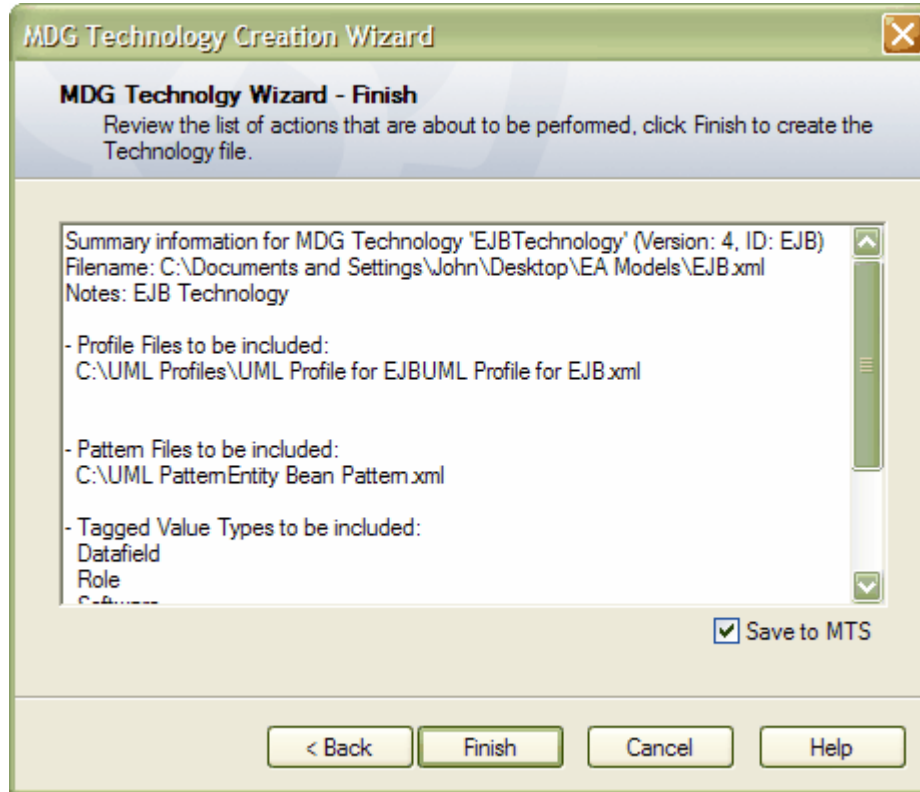 MDG Technology Creation Wizard
MDG Technolgy Wizard - Finish
Review the list of actions that are about to be performed, click Finish to create the
Technology file.
Summary information for MDG Technology 'EJBTechnology' (Version: 4, ID: EJB)
Filename: C:\Documents and Settings\John\Desktop\EA Models\EJB.xml
Notes: EJB Technology
- Profile Files to be included:
C:\UML Profiles\UML Profile for EJBUML Profile for EJB.xml
- Pattern Files to be included:
C:\UML PatternEntity Bean Pattern.xml
- Tagged Value Types to be included:
Datafield
Role
Software
Save to MTS
< Back
Finish
Cancel
Help